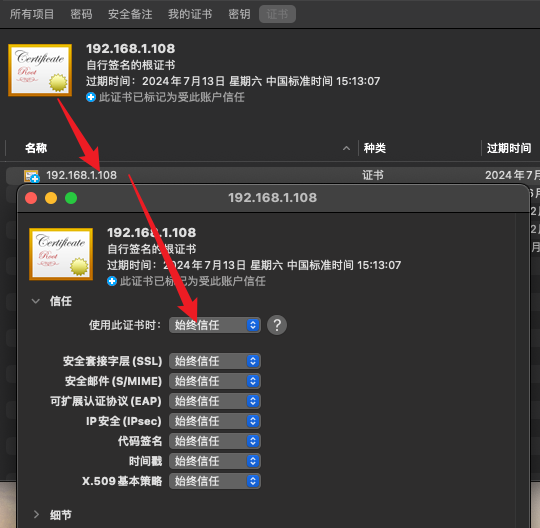 所有项目 密码 安全备注 我的证书 密钥 证书
Certificate
Root
192.168.1.108
自行签名的根证书
过期时间：2024年7月13日 星期六 中国标准时间 15:13:07
此证书已标记为受此账户信任
名称 种类 过期时间
192.168.1.108 证书 2024年7月
192.168.1.108
Certificate
Root
192.168.1.108
自行签名的根证书
过期时间：2024年7月13日 星期六 中国标准时间 15:13:07
此证书已标记为受此账户信任
信任
使用此证书时： 始终信任 ?
安全套接字层 (SSL) 始终信任
安全邮件 (S/MIME) 始终信任
可扩展认证协议 (EAP) 始终信任
IP 安全 (IPsec) 始终信任
代码签名 始终信任
时间戳 始终信任
X.509 基本策略 始终信任
细节